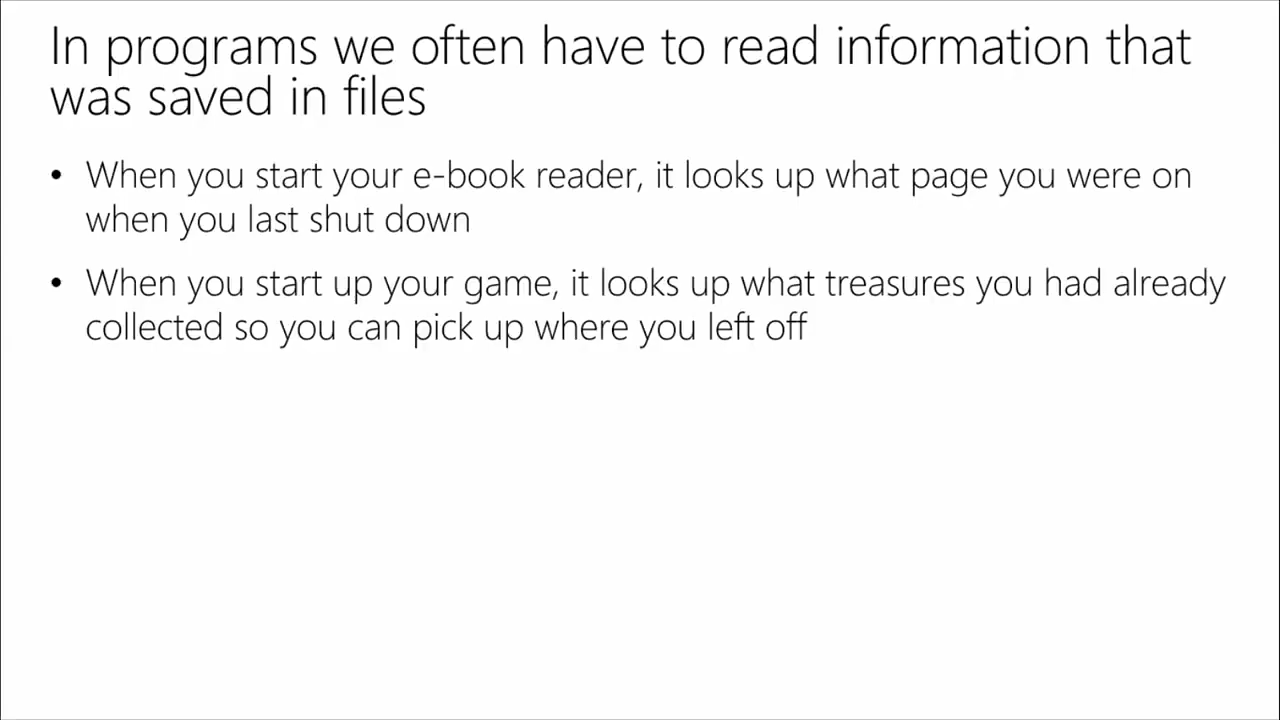 In programs we often have to read information that
was saved in files
• When you start your e-book reader, it looks up what page you were on
when you last shut down
• When you start up your game, it looks up what treasures you had already
collected so you can pick up where you left off